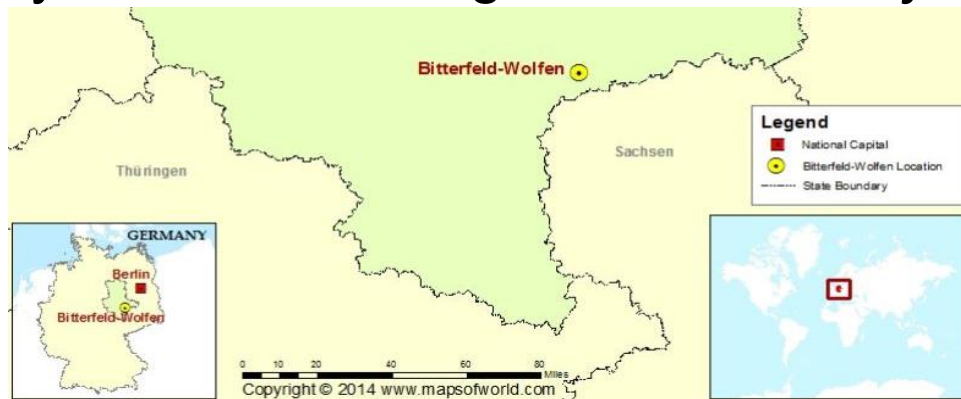 Bitterfeld-Wolfen
Legend
National Capital
Bitterfeld-Wolfen Location
State Boundary
Thüringen
Sachsen
GERMANY
Berlin
Bitterfeld-Wolfen
0 5 10 20 40 60 80
Miles
Copyright © 2014 www.mapsofworld.com